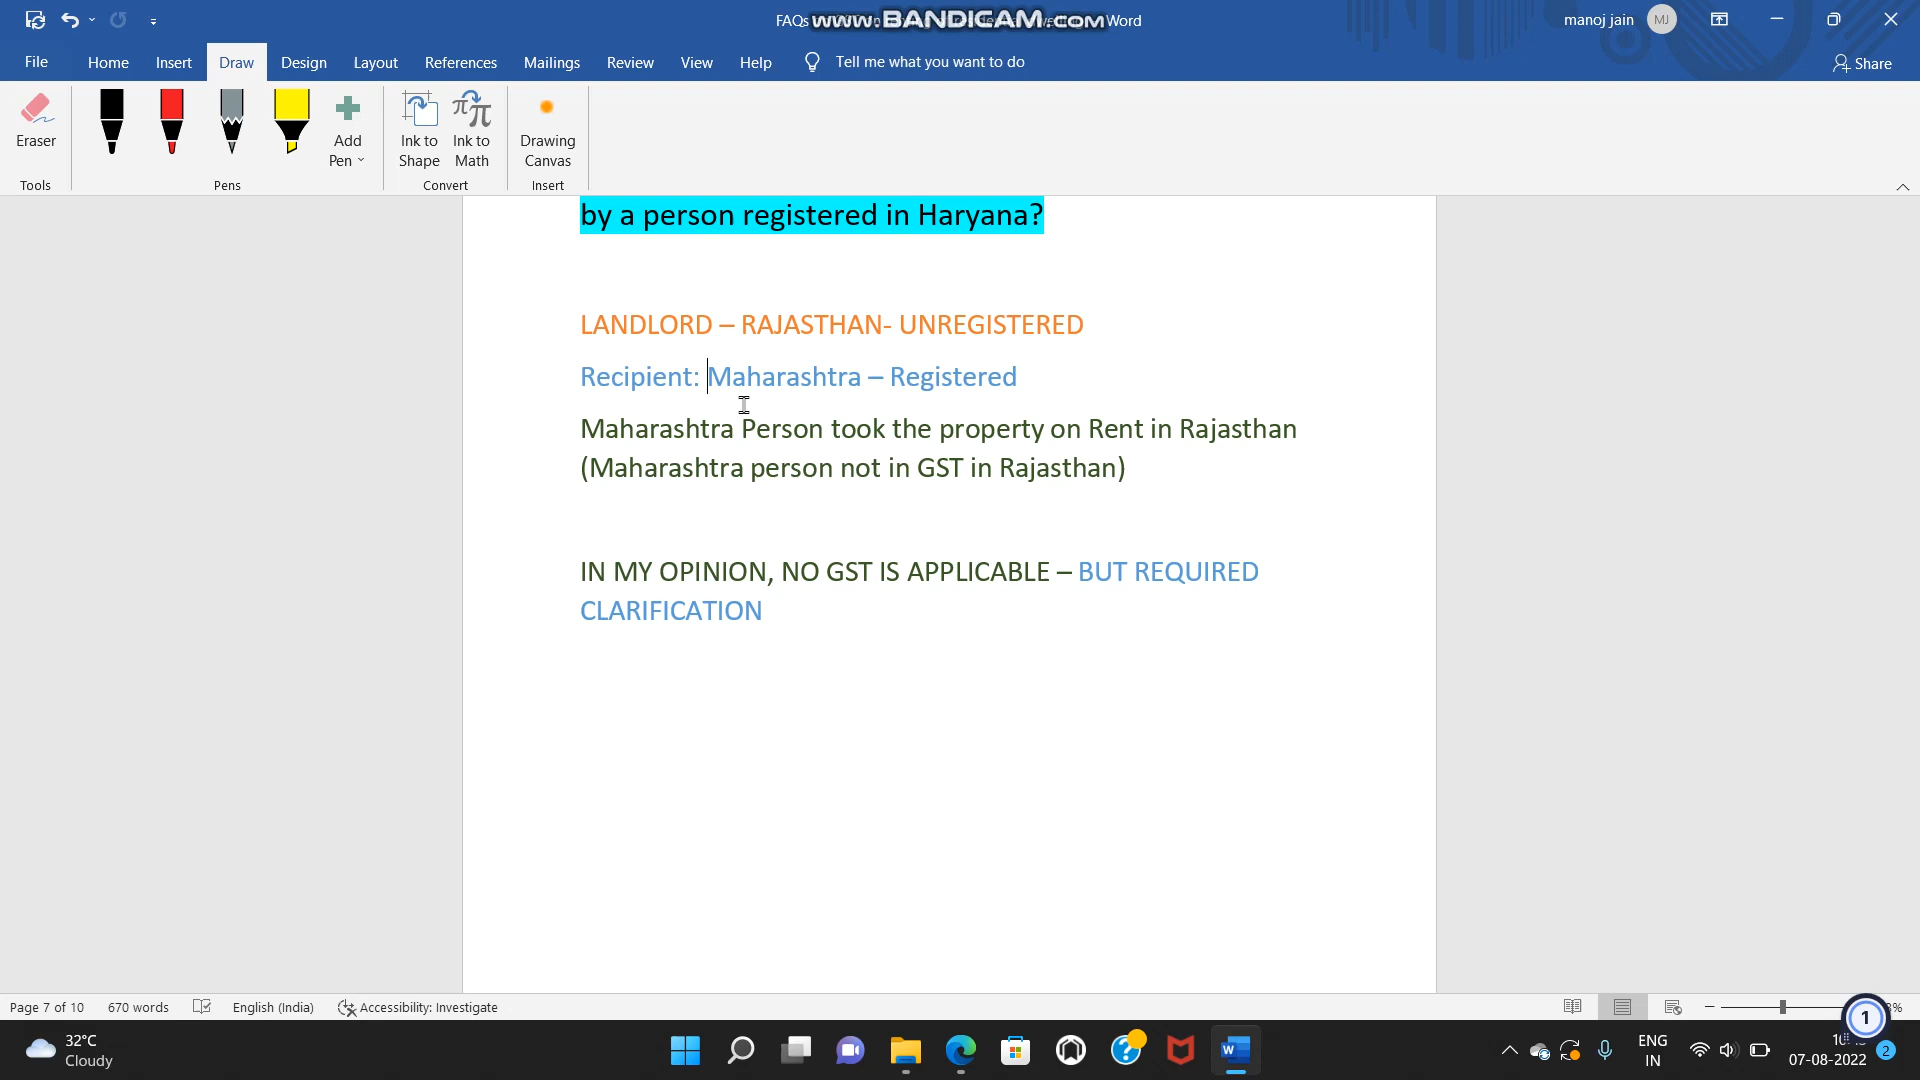 FAQs
www.BANDICAM.com
Word
manoj jain
MJ
File
Home
Insert
Draw
Design
Layout
References
Mailings
Review
View
Help
Tell me what you want to do
Share
Eraser
Add
Pen
Ink to
Shape
Ink to
Math
Drawing
Canvas
Tools
Pens
Convert
Insert
by a person registered in Haryana?
LANDLORD – RAJASTHAN- UNREGISTERED
Recipient: Maharashtra – Registered
Maharashtra Person took the property on Rent in Rajasthan
(Maharashtra person not in GST in Rajasthan)
IN MY OPINION, NO GST IS APPLICABLE – BUT REQUIRED
CLARIFICATION
Page 7 of 10
670 words
English (India)
Accessibility: Investigate
1
32°C
Cloudy
ENG
IN
07-08-2022
2